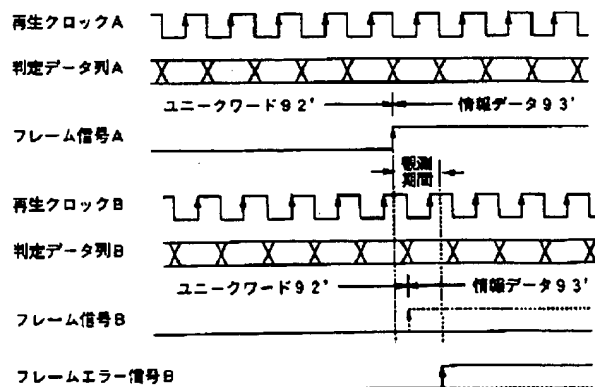 再生クロックA
判定データ列A
ユニークワード92' 情報データ93'
フレーム信号A
観測
期間
再生クロックB
判定データ列B
ユニークワード92' 情報データ93'
フレーム信号B
フレームエラー信号B